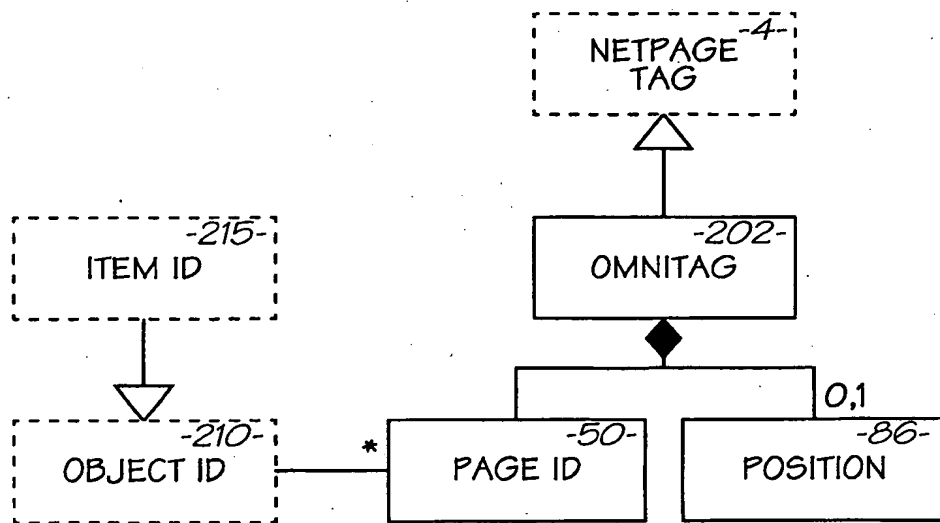 -4-
NETPAGE
TAG
-215-
ITEM ID
-202-
OMNITAG
0,1
-210-
OBJECT ID
*
-50-
PAGE ID
-86-
POSITION